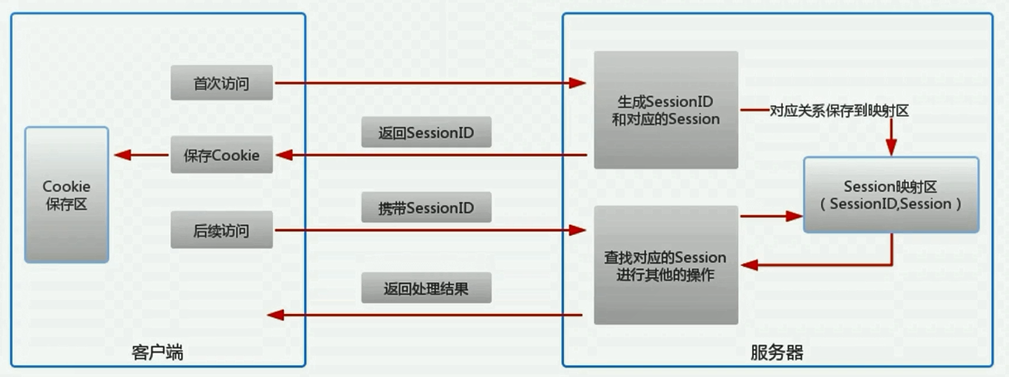 首次访问
生成SessionID
和对应的Session
对应关系保存到映射区
返回SessionID
保存Cookie
Cookie
保存区
Session映射区
（SessionID,Session）
携带SessionID
后续访问
查找对应的Session
进行其他的操作
返回处理结果
客户端
服务器